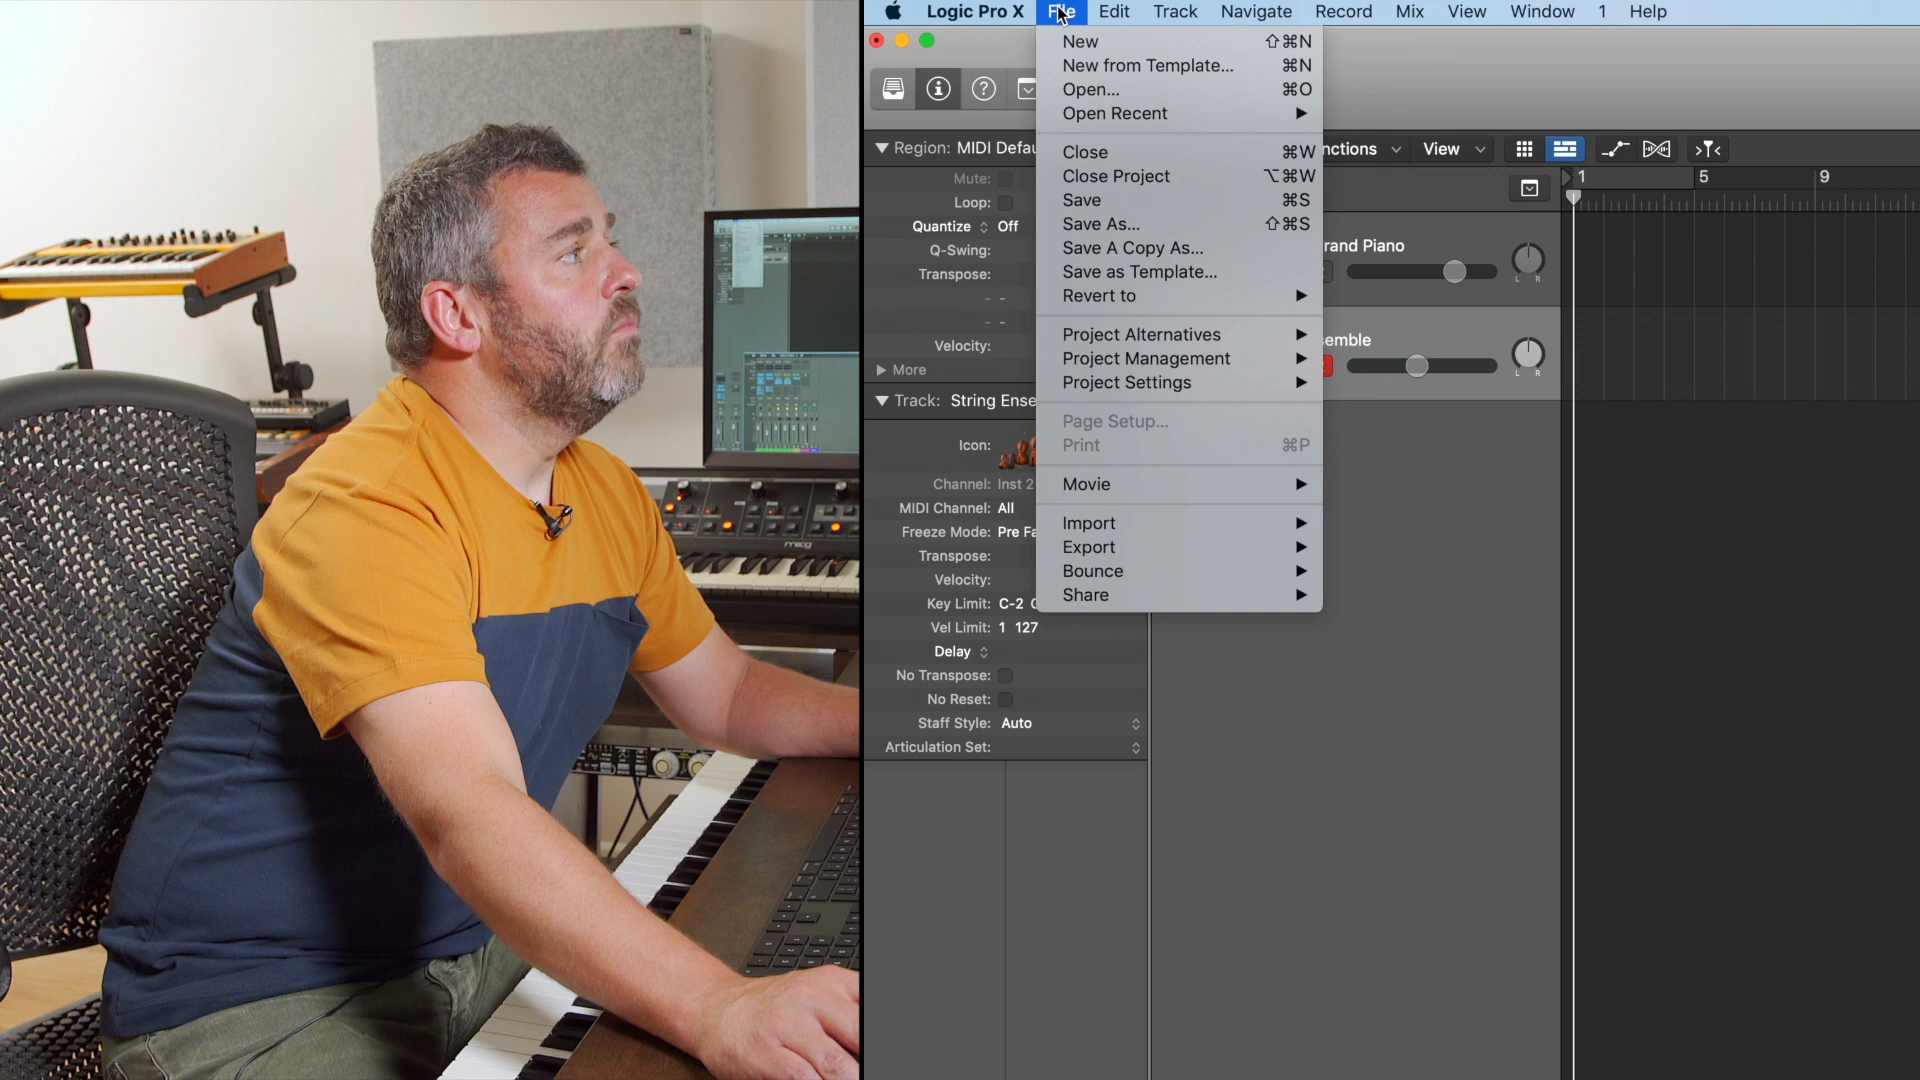 Logic Pro X File Edit Track Navigate Record Mix View Window 1 Help
New ⇧⌘N
New from Template... ⌘N
Open... ⌘O
Open Recent ▶
Close ⌘W
Close Project ⌥⌘W
Save ⌘S
Save As... ⇧⌘S
Save A Copy As...
Save as Template...
Revert to ▶
Project Alternatives ▶
Project Management ▶
Project Settings ▶
Page Setup...
Print ⌘P
Movie ▶
Import ▶
Export ▶
Bounce ▶
Share ▶
Region: MIDI Defau
Mute:
Loop:
Quantize Off
Q-Swing:
Transpose:
- -
- -
Velocity:
More
Track: String Ense
Icon:
Channel: Inst 2
MIDI Channel: All
Freeze Mode: Pre Fa
Transpose:
Velocity:
Key Limit: C-2
Vel Limit: 1 127
Delay
No Transpose:
No Reset:
Staff Style: Auto
Articulation Set:
nctions View
1 5 9
rand Piano
L R
semble
L R
moog